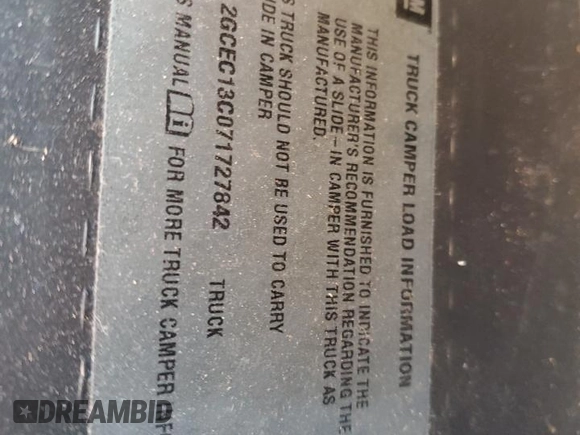 GM
TRUCK CAMPER LOAD INFORMATION
THIS INFORMATION IS FURNISHED TO INDICATE THE
MANUFACTURER'S RECOMMENDATION REGARDING THE
USE OF A SLIDE-IN CAMPER WITH THIS TRUCK AS
MANUFACTURED.
TRUCK SHOULD NOT BE USED TO CARRY
IN CAMPER
2GCEC13C071727842 TRUCK
MANUAL FOR MORE TRUCK CAMPER
DREAMBID